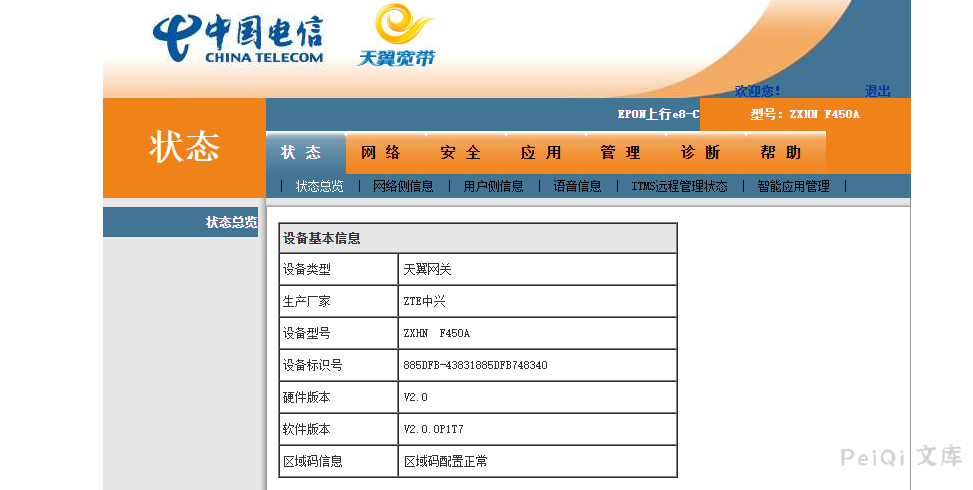 中国电信
CHINA TELECOM
天翼宽带
欢迎您! 退出
状态
EPON上行e8-C 型号：ZXHN F450A
状 态 网 络 安 全 应 用 管 理 诊 断 帮 助
| 状态总览 | 网络侧信息 | 用户侧信息 | 语音信息 | ITMS远程管理状态 | 智能应用管理 |
状态总览
设备基本信息
设备类型 天翼网关
生产厂家 ZTE中兴
设备型号 ZXHN F450A
设备标识号 885DFB-43831885DFB748340
硬件版本 V2.0
软件版本 V2.0.0P1T7
区域码信息 区域码配置正常
PeiQi 文库